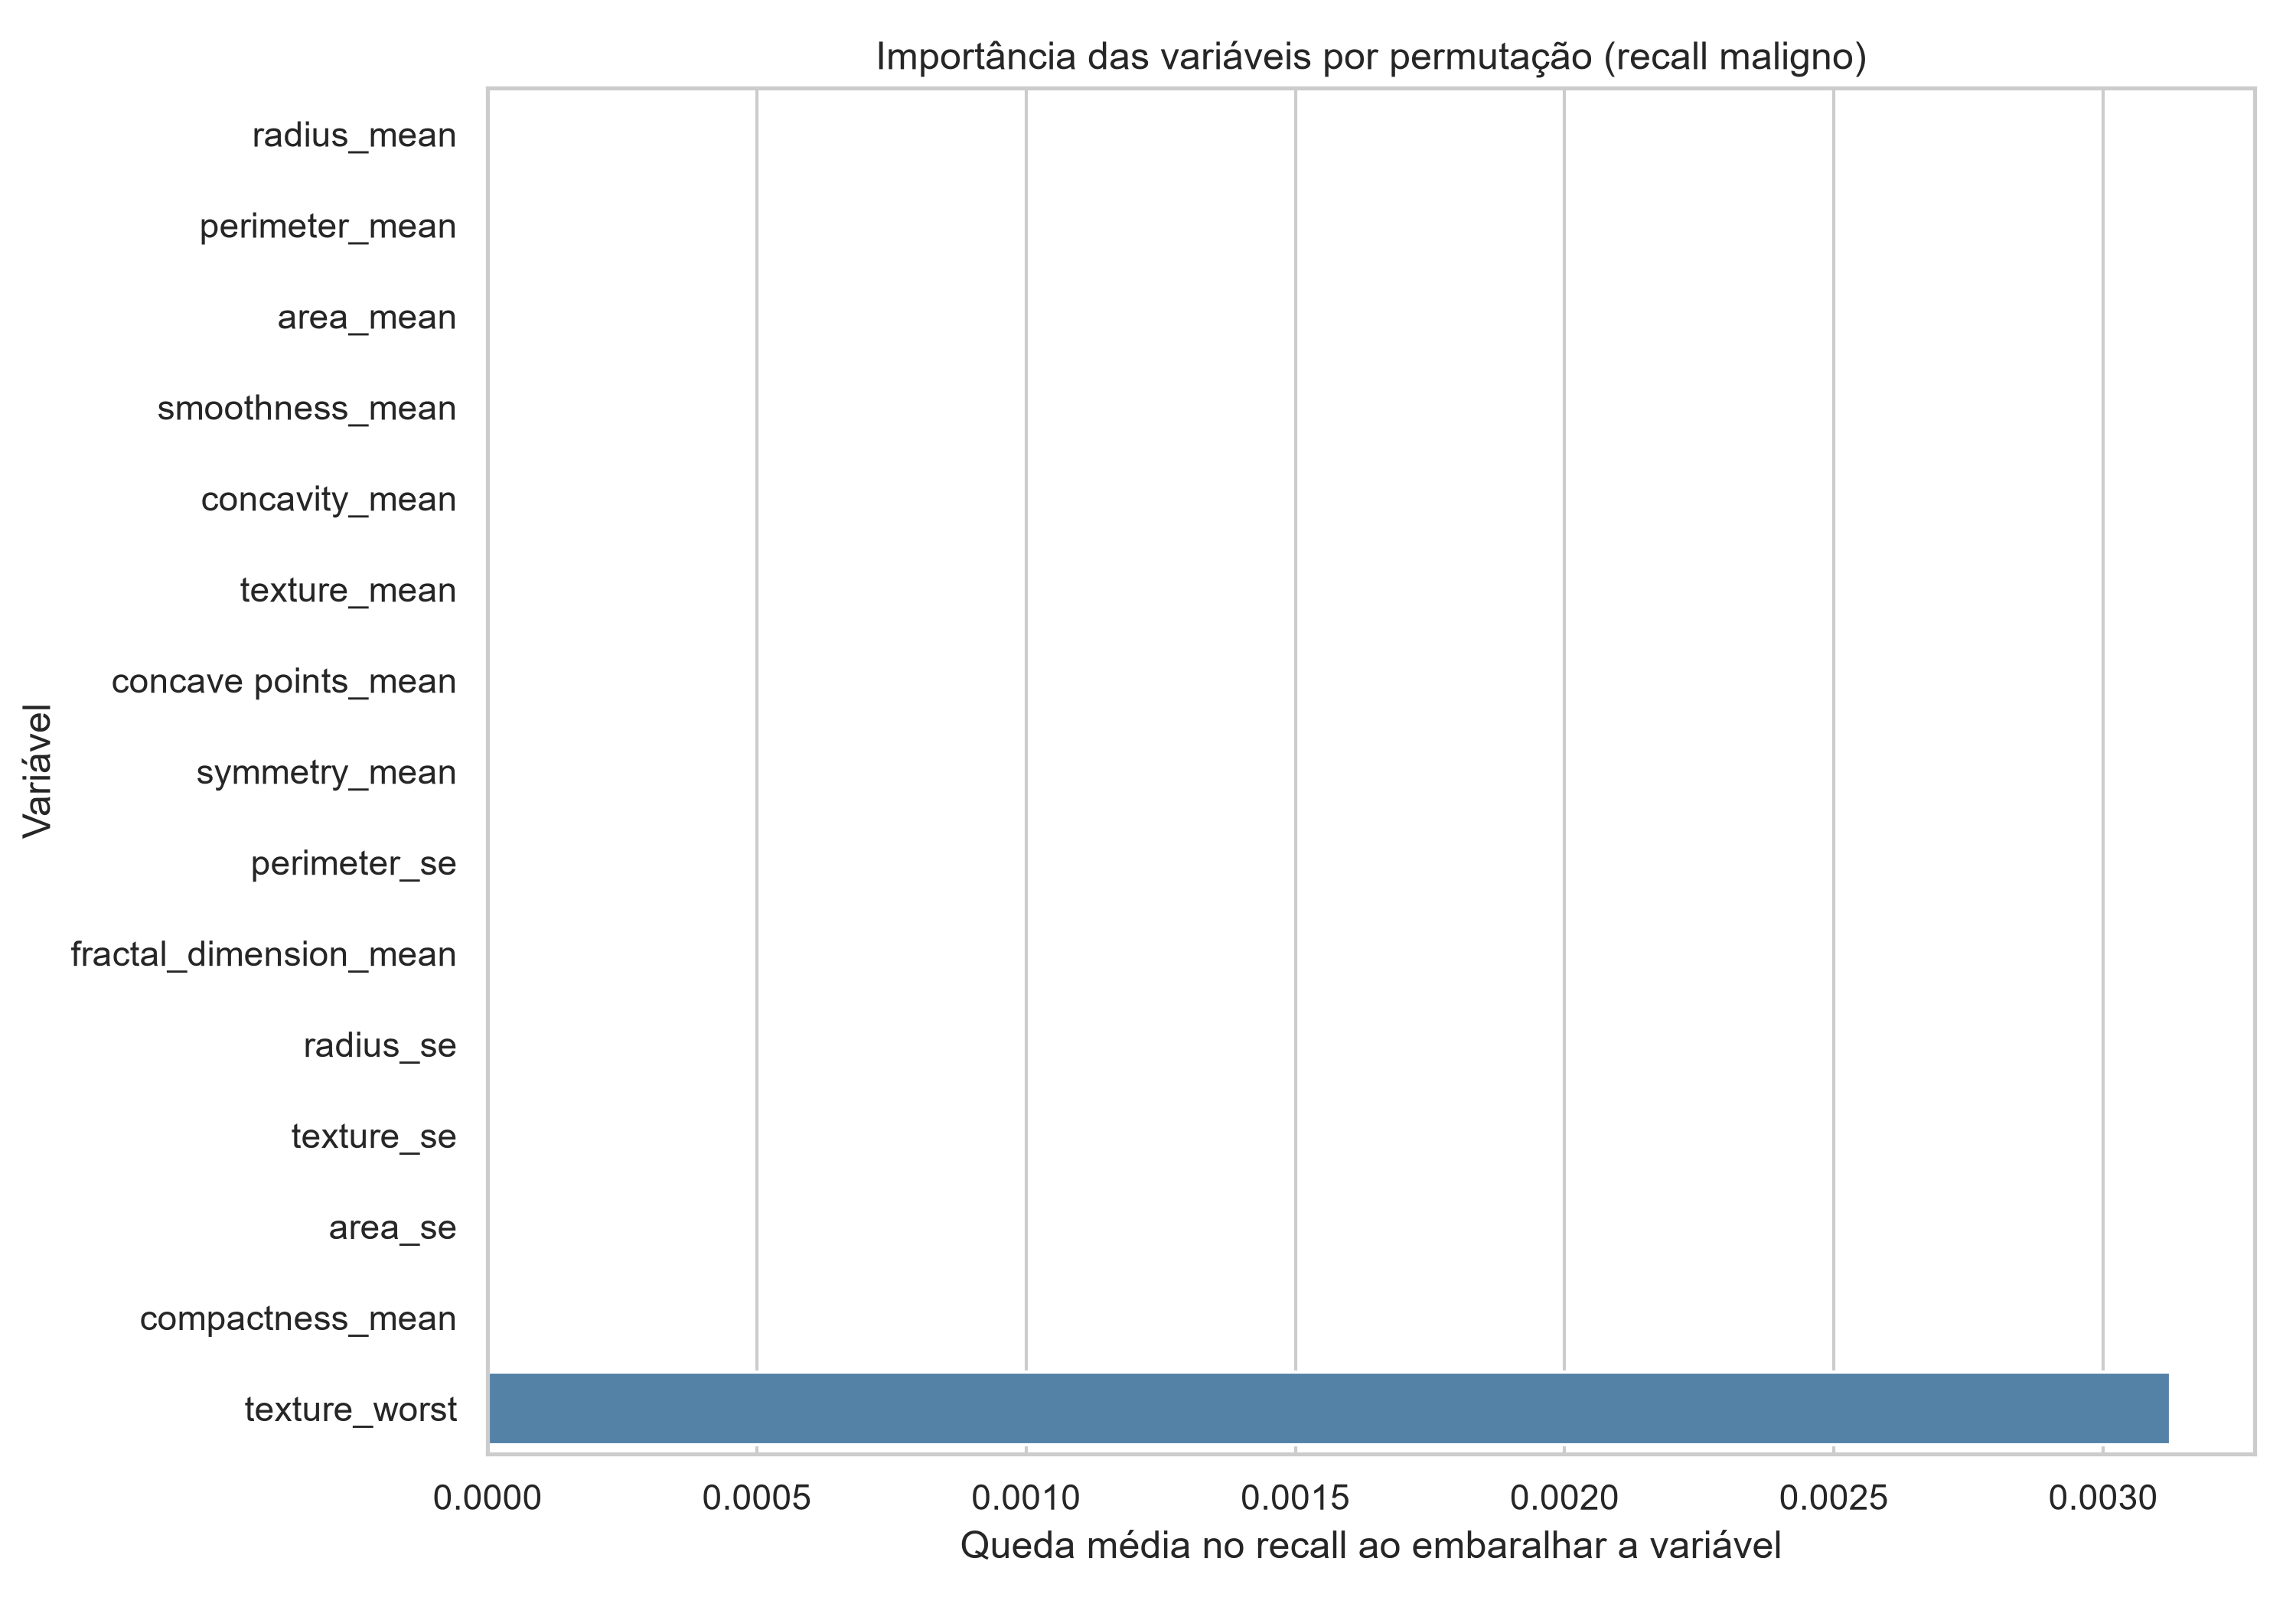 Importância das variáveis por permutação (recall maligno)
Variável
radius_mean
perimeter_mean
area_mean
smoothness_mean
concavity_mean
texture_mean
concave points_mean
symmetry_mean
perimeter_se
fractal_dimension_mean
radius_se
texture_se
area_se
compactness_mean
texture_worst
0.0000 0.0005 0.0010 0.0015 0.0020 0.0025 0.0030
Queda média no recall ao embaralhar a variável